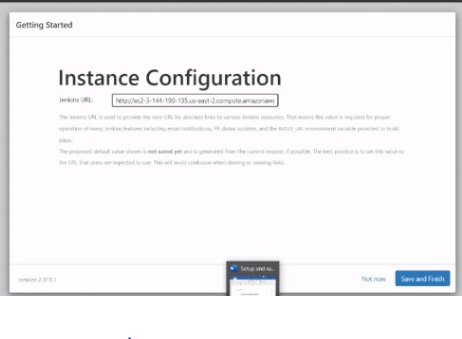 Getting Started
Instance Configuration
Jenkins URL:
http://ec2-3-144-190-135.us-east-2.compute.amazonaws
The Jenkins URL is used to provide the root URL for absolute links to various Jenkins resources. That means this value is required for proper
operation of many Jenkins features including email notifications, PR status updates, and the BUILD_URL environment variable provided to build
steps.
The proposed default value shown is not saved yet and is generated from the current request, if possible. The best practice is to set this value to
the URL that users are expected to use. This will avoid confusion when sharing or viewing links.
Setup and
Jenkins 2.319.1
Not now
Save and Finish